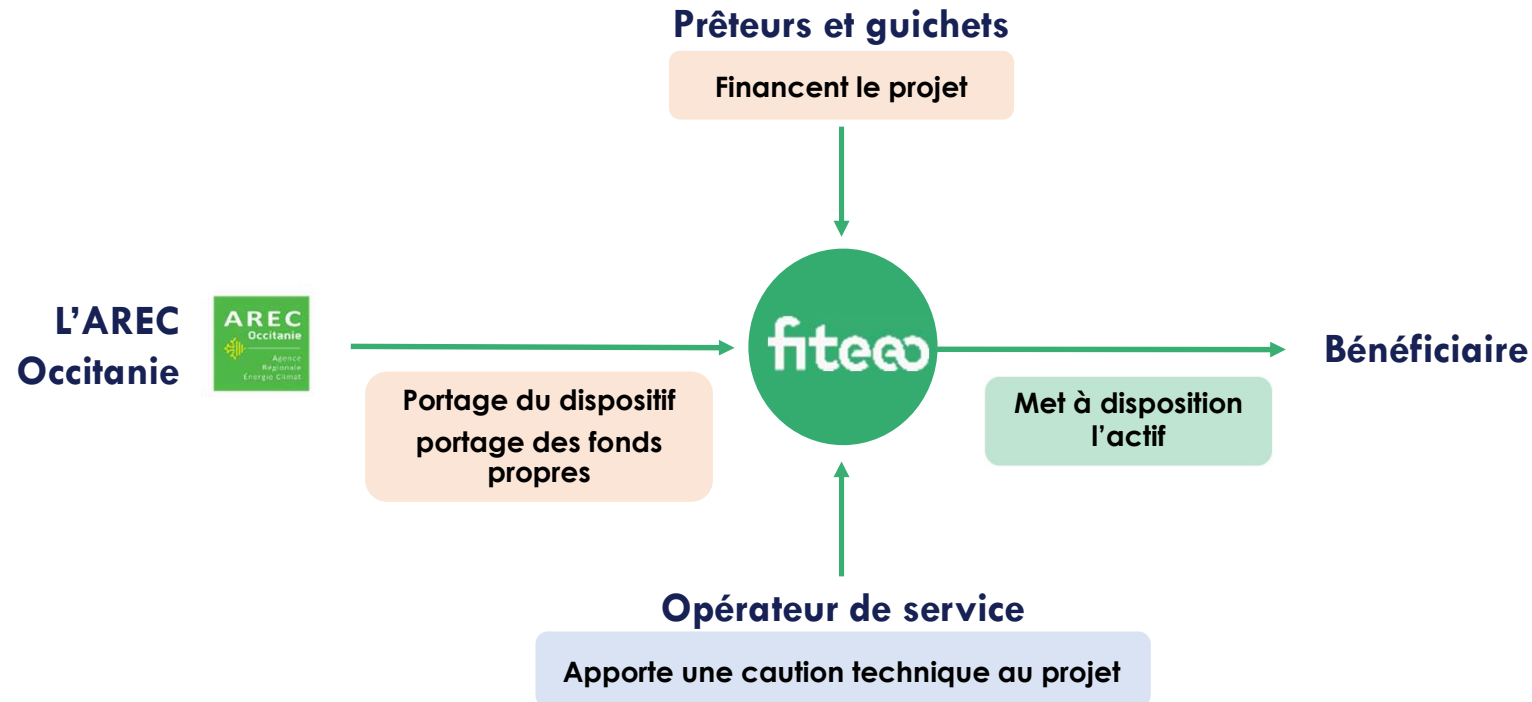 Prêteurs et guichets
Financent le projet
L’AREC
Occitanie
AREC
Occitanie
Agence
Régionale
Énergie Climat
Portage du dispositif
portage des fonds
propres
fiteco
Met à disposition
l’actif
Bénéficiaire
Opérateur de service
Apporte une caution technique au projet